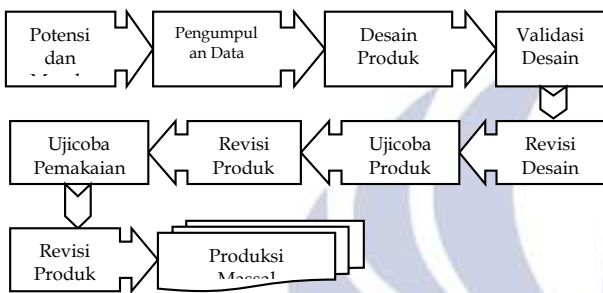 Potensi
dan
Pengumpul
an Data
Desain
Produk
Validasi
Desain
Revisi
Desain
Ujicoba
Produk
Revisi
Produk
Ujicoba
Pemakaian
Revisi
Produk
Produksi